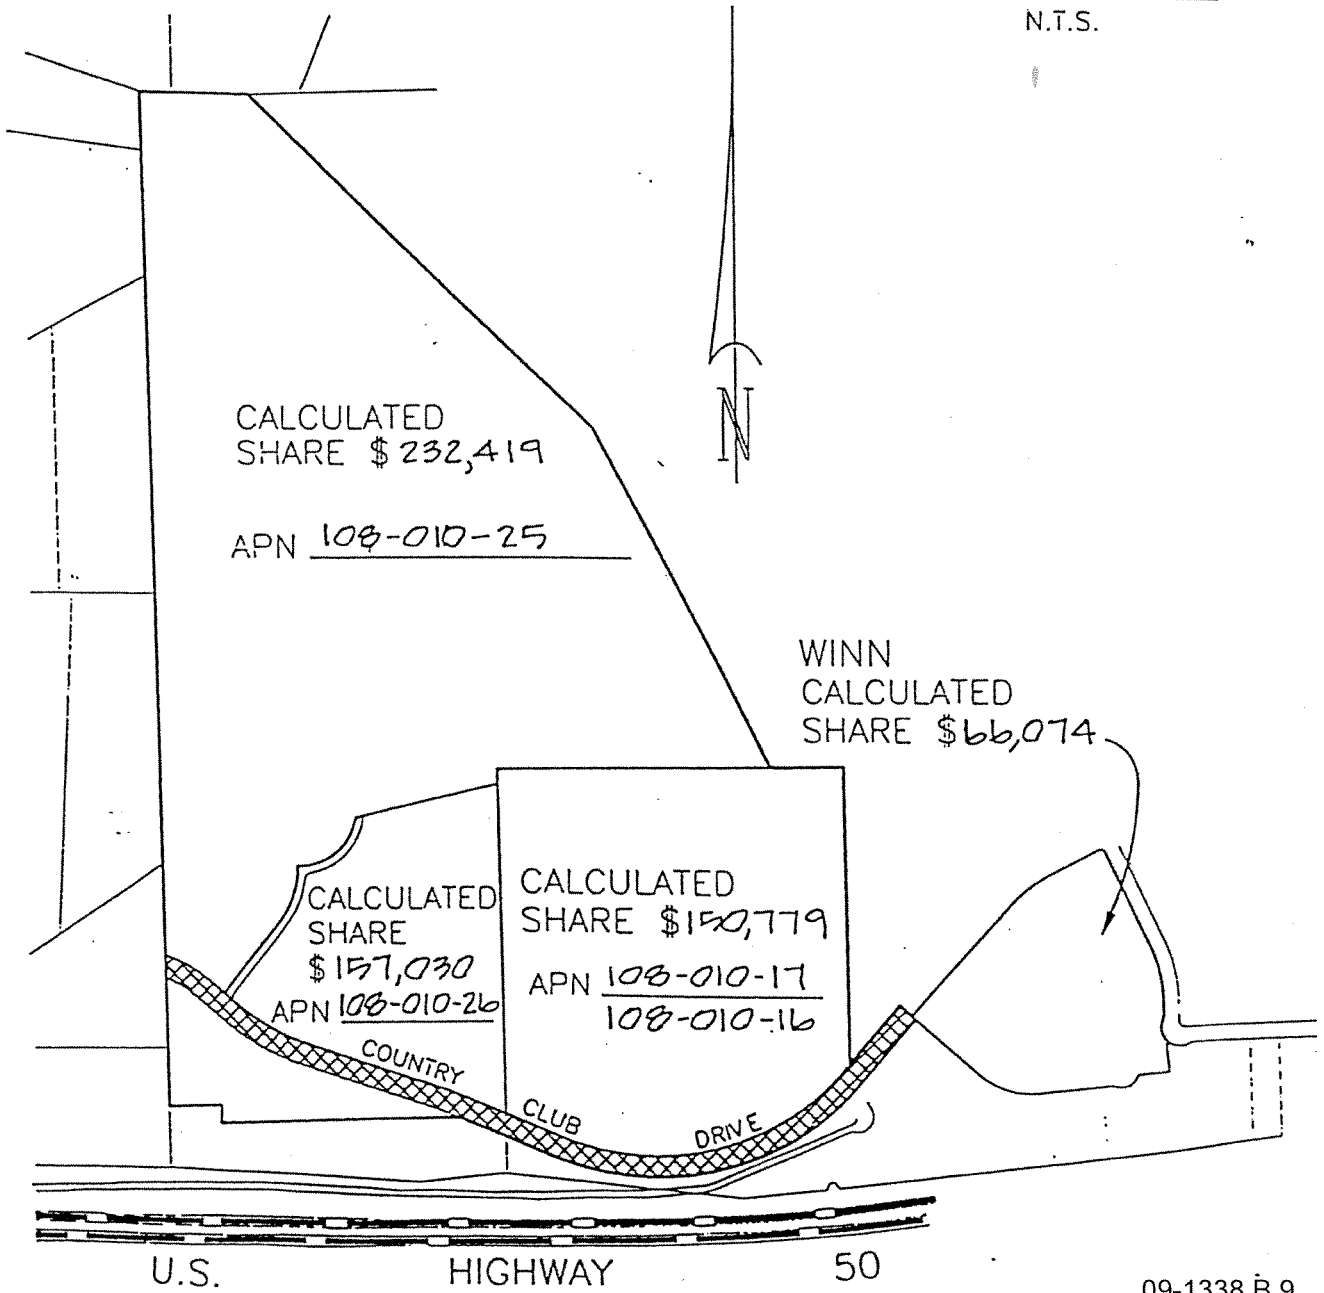 N.T.S.
N
CALCULATED
SHARE $232,419
APN 108-010-25
WINN
CALCULATED
SHARE $66,074
CALCULATED
SHARE
$157,030
APN 108-010-26
CALCULATED
SHARE $150,779
APN 108-010-17
108-010-16
COUNTRY
CLUB
DRIVE
U.S. HIGHWAY 50
09-1338 B 9